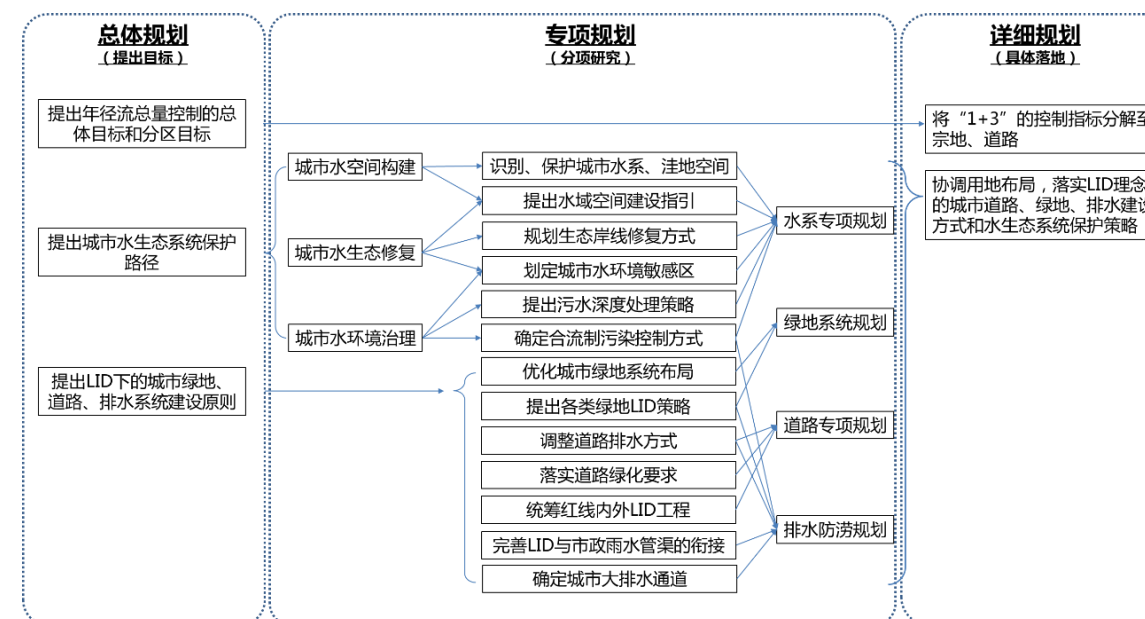 总体规划
（提出目标）
提出年径流总量控制的总
体目标和分区目标
提出城市水生态系统保护
路径
提出LID下的城市绿地、
道路、排水系统建设原则
专项规划
（分项研究）
城市水空间构建
城市水生态修复
城市水环境治理
识别、保护城市水系、洼地空间
提出水域空间建设指引
规划生态岸线修复方式
划定城市水环境敏感区
提出污水深度处理策略
确定合流制污染控制方式
优化城市绿地系统布局
提出各类绿地LID策略
调整道路排水方式
落实道路绿化要求
统筹红线内外LID工程
完善LID与市政雨水管渠的衔接
确定城市大排水通道
水系专项规划
绿地系统规划
道路专项规划
排水防涝规划
详细规划
（具体落地）
将“1+3”的控制指标分解至
宗地、道路
协调用地布局，落实LID理念
的城市道路、绿地、排水建设
方式和水生态系统保护策略